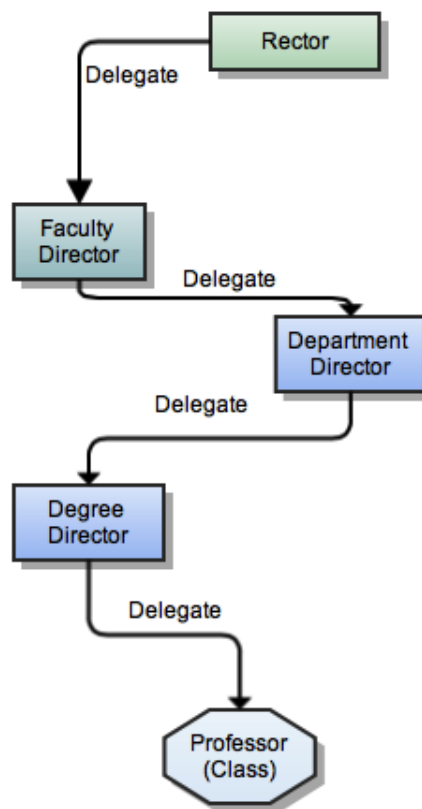 Rector
Delegate
Faculty
Director
Delegate
Department
Director
Delegate
Degree
Director
Delegate
Professor
(Class)